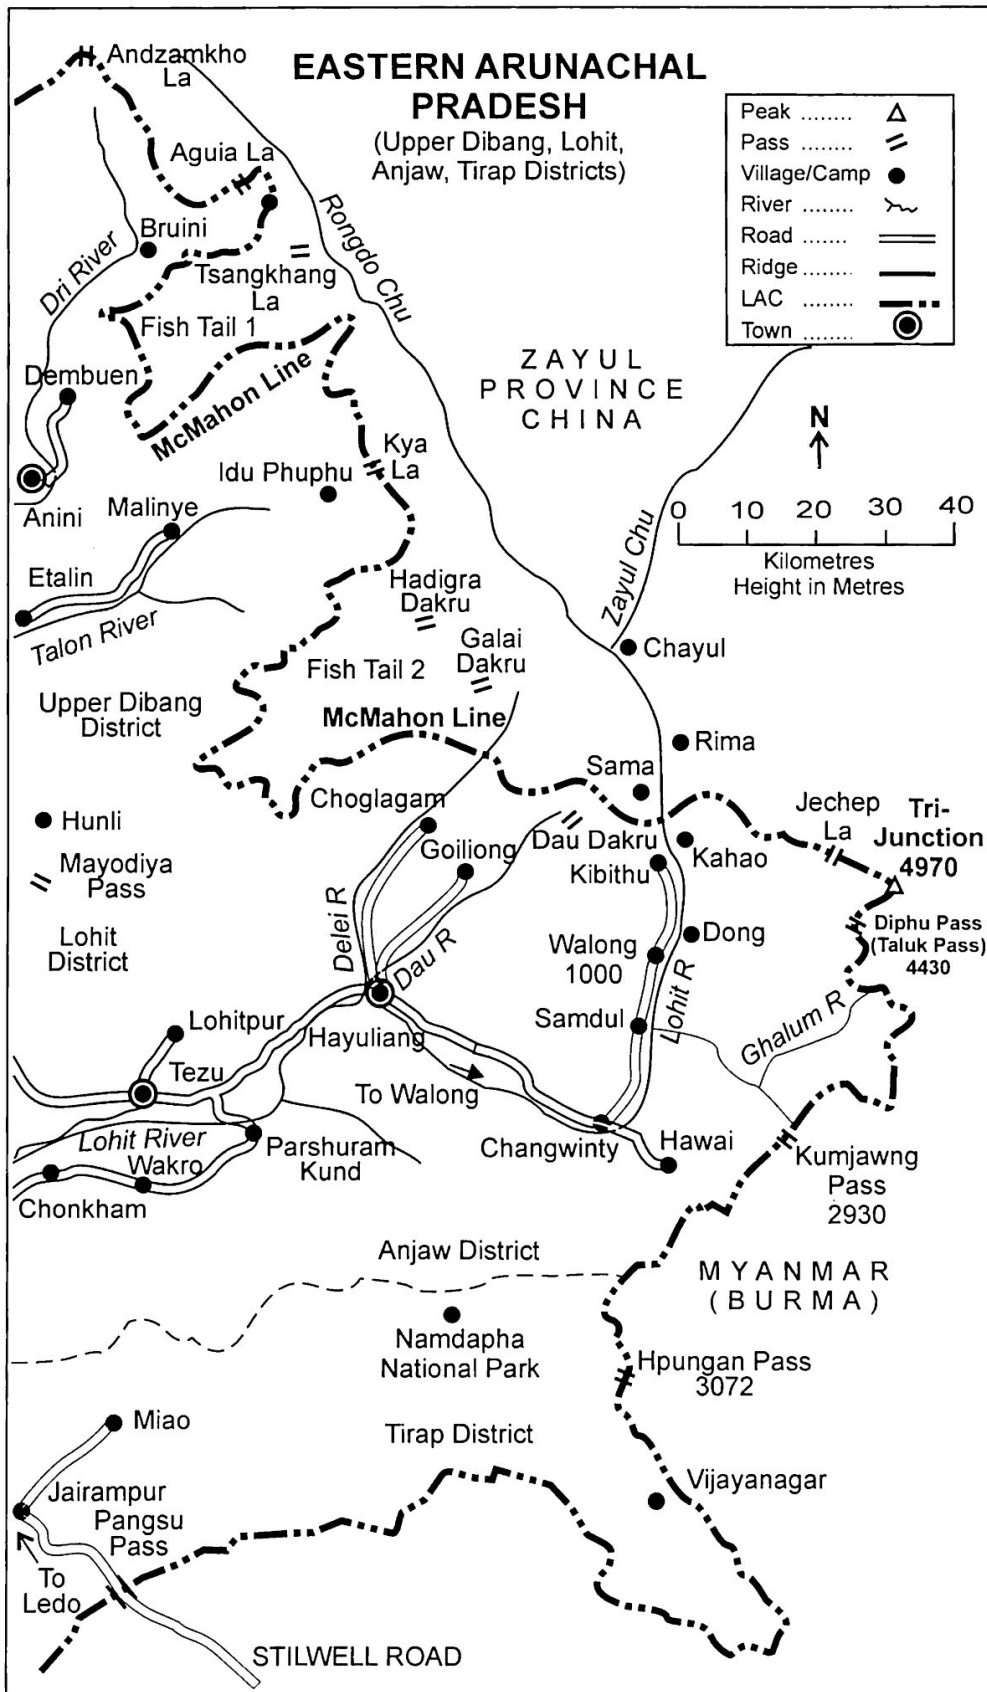 EASTERN ARUNACHAL
PRADESH
(Upper Dibang, Lohit,
Anjaw, Tirap Districts)
Peak ........
Pass ........
Village/Camp
River ........
Road ........
Ridge ........
LAC ........
Town ........
Andzamkho
La
Aguia La
Bruini
Dri River
Tsangkhang
La
Rongdo Chu
Fish Tail 1
McMahon Line
Dembuen
ZAYUL
PROVINCE
CHINA
N
0 10 20 30 40
Kilometres
Height in Metres
Kya
La
Idu Phuphu
Anini
Malinye
Etalin
Talon River
Hadigra
Dakru
Galai
Dakru
Zayul Chu
Chayul
Fish Tail 2
Upper Dibang
District
McMahon Line
Rima
Sama
Choglagam
Hunli
Goiliong
Dau Dakru
Kibithu
Kahao
Jechep
La
Tri-
Junction
4970
Mayodiya
Pass
Delei R
Dau R
Lohit
District
Walong
1000
Dong
Diphu Pass
(Taluk Pass)
4430
Lohit R
Samdul
Ghalum R
Lohitpur
Hayuliang
Tezu
To Walong
Changwinty
Hawai
Lohit River
Wakro
Parshuram
Kund
Chonkham
Kumjawng
Pass
2930
Anjaw District
MYANMAR
(BURMA)
Namdapha
National Park
Hpungan Pass
3072
Miao
Tirap District
Vijayanagar
Jairampur
Pangsu
Pass
To
Ledo
STILWELL ROAD